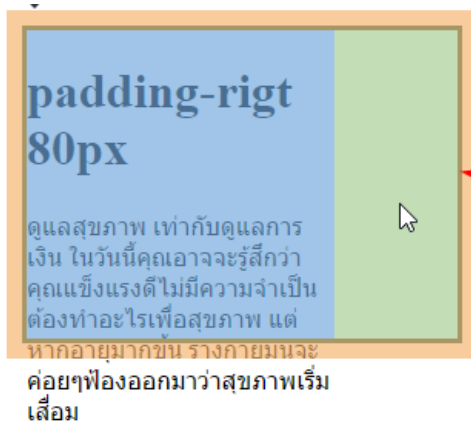 padding-rigt
80px
ดูแลสุขภาพ เท่ากับดูแลการ
เงิน ในวันนี้คุณอาจจะรู้สึกว่า
คุณแข็งแรงดีไม่มีความจำเป็น
ต้องทำอะไรเพื่อสุขภาพ แต่
หากอายุมากขึ้น ร่างกายมันจะ
ค่อยๆฟ้องออกมาว่าสุขภาพเริ่ม
เสื่อม